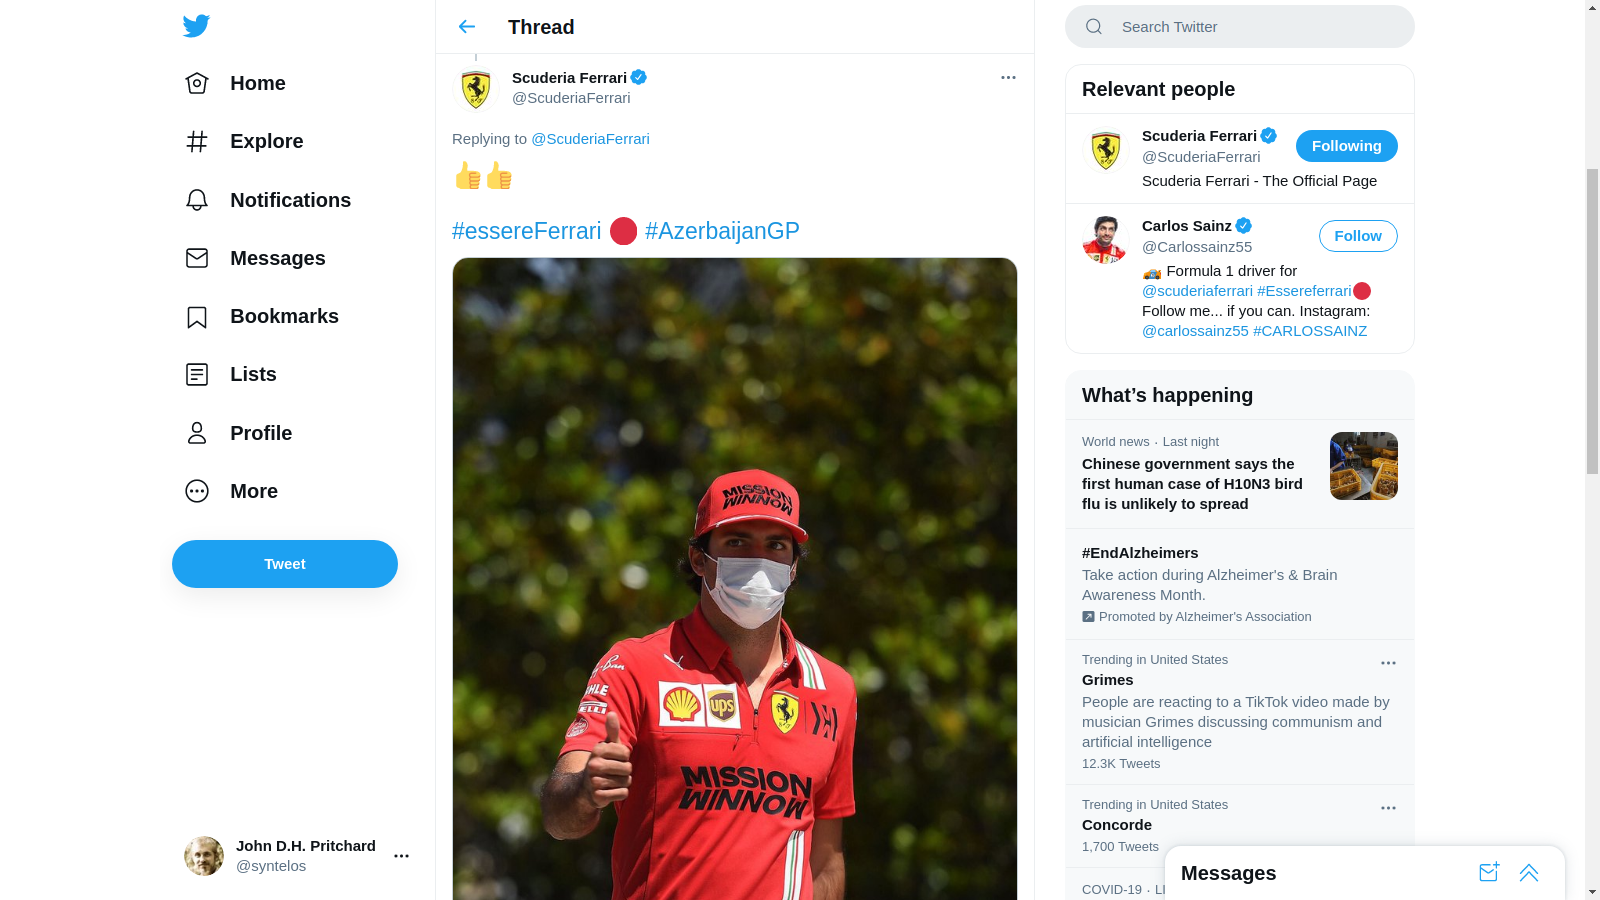 Home
Explore
Notifications
Messages
Bookmarks
Lists
Profile
More
Tweet
John D.H. Pritchard
@syntelos
Thread
Scuderia Ferrari
@ScuderiaFerrari
Replying to @ScuderiaFerrari
#essereFerrari #AzerbaijanGP
MISSION
WINNOW
ups
MISSION
WINNOW
Search Twitter
Relevant people
Scuderia Ferrari
@ScuderiaFerrari
Following
Scuderia Ferrari - The Official Page
Carlos Sainz
@Carlossainz55
Follow
Formula 1 driver for
@scuderiaferrari #Essereferrari
Follow me... if you can. Instagram:
@carlossainz55 #CARLOSSAINZ
What’s happening
World news · Last night
Chinese government says the
first human case of H10N3 bird
flu is unlikely to spread
#EndAlzheimers
Take action during Alzheimer's & Brain
Awareness Month.
Promoted by Alzheimer's Association
Trending in United States
Grimes
People are reacting to a TikTok video made by
musician Grimes discussing communism and
artificial intelligence
12.3K Tweets
Trending in United States
Concorde
1,700 Tweets
COVID-19 ·
Messages